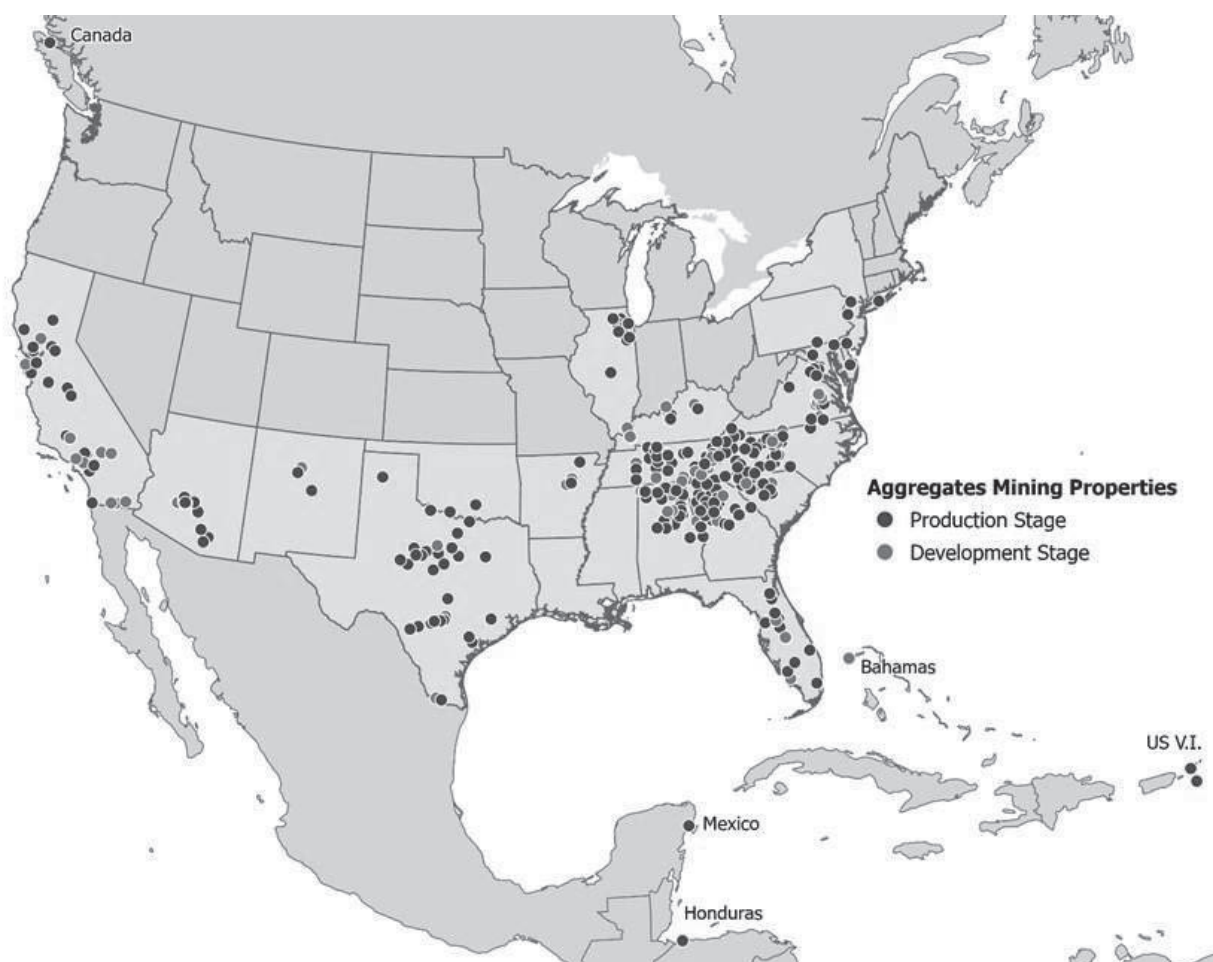 Canada
Aggregates Mining Properties
Production Stage
Development Stage
Bahamas
US V.I.
Mexico
Honduras